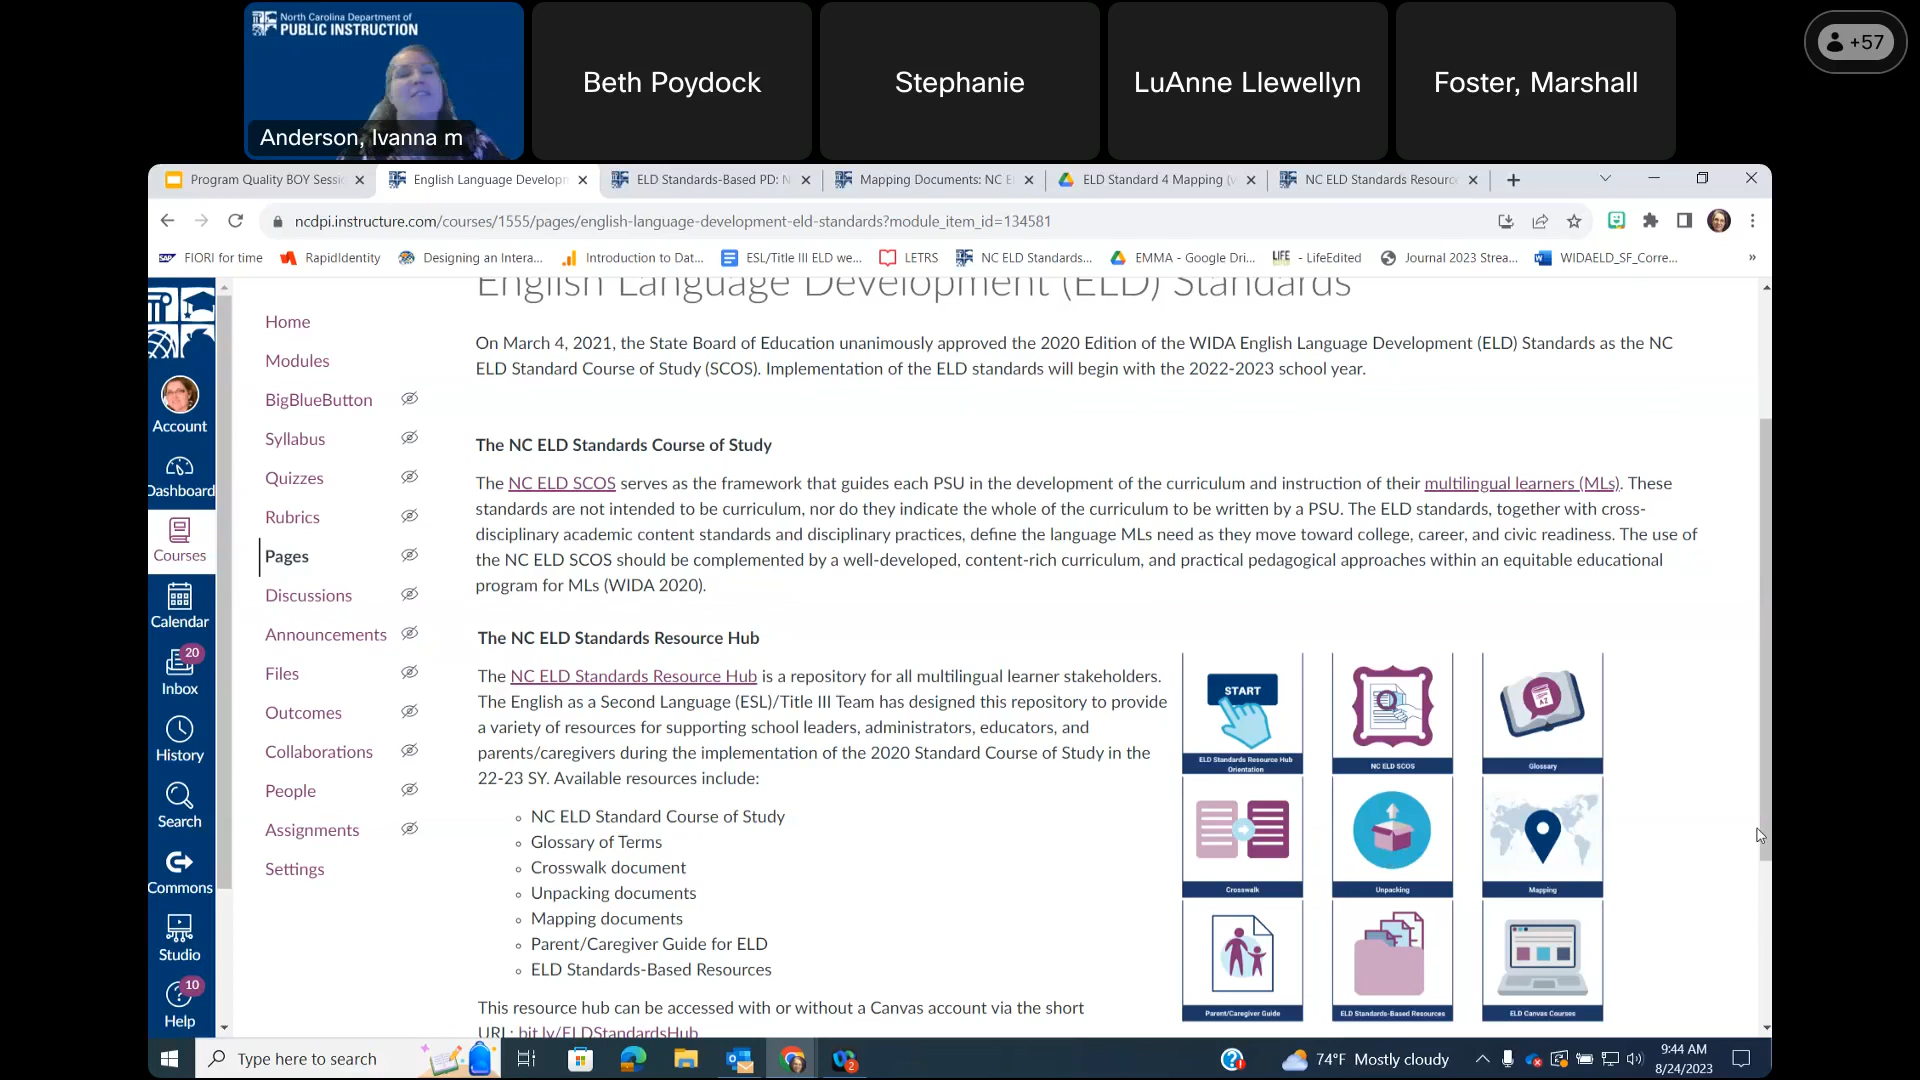 North Carolina Department of
PUBLIC INSTRUCTION
Anderson, Ivanna m
Beth Poydock
Stephanie
LuAnne Llewellyn
Foster, Marshall
+57
Program Quality BOY Sessi
English Language Developm
ELD Standards-Based PD: N
Mapping Documents: NC E
ELD Standard 4 Mapping (v
NC ELD Standards Resourc
ncdpi.instructure.com/courses/1555/pages/english-language-development-eld-standards?module_item_id=134581
FIORI for time
RapidIdentity
Designing an Intera...
Introduction to Dat...
ESL/Title III ELD we...
LETRS
NC ELD Standards...
EMMA - Google Dri...
LIFE - LifeEdited
Journal 2023 Strea...
WIDAELD_SF_Corre...
»
Account
Dashboard
Courses
Calendar
20
Inbox
History
Search
Commons
Studio
10
Help
Home
Modules
BigBlueButton
Syllabus
Quizzes
Rubrics
Pages
Discussions
Announcements
Files
Outcomes
Collaborations
People
Assignments
Settings
English Language Development (ELD) Standards
On March 4, 2021, the State Board of Education unanimously approved the 2020 Edition of the WIDA English Language Development (ELD) Standards as the NC
ELD Standard Course of Study (SCOS). Implementation of the ELD standards will begin with the 2022-2023 school year.
The NC ELD Standards Course of Study
The NC ELD SCOS serves as the framework that guides each PSU in the development of the curriculum and instruction of their multilingual learners (MLs). These
standards are not intended to be curriculum, nor do they indicate the whole of the curriculum to be written by a PSU. The ELD standards, together with cross-
disciplinary academic content standards and disciplinary practices, define the language MLs need as they move toward college, career, and civic readiness. The use of
the NC ELD SCOS should be complemented by a well-developed, content-rich curriculum, and practical pedagogical approaches within an equitable educational
program for MLs (WIDA 2020).
The NC ELD Standards Resource Hub
The NC ELD Standards Resource Hub is a repository for all multilingual learner stakeholders.
The English as a Second Language (ESL)/Title III Team has designed this repository to provide
a variety of resources for supporting school leaders, administrators, educators, and
parents/caregivers during the implementation of the 2020 Standard Course of Study in the
22-23 SY. Available resources include:
NC ELD Standard Course of Study
Glossary of Terms
Crosswalk document
Unpacking documents
Mapping documents
Parent/Caregiver Guide for ELD
ELD Standards-Based Resources
This resource hub can be accessed with or without a Canvas account via the short
URL: bit.ly/ELDStandardsHub
START
ELD Standards Resource Hub
Orientation
NC ELD SCOS
A-Z
Glossary
Crosswalk
Unpacking
Mapping
Parent/Caregiver Guide
ELD Standards-Based Resources
ELD Canvas Courses
Type here to search
2
74°F Mostly cloudy
9:44 AM
8/24/2023